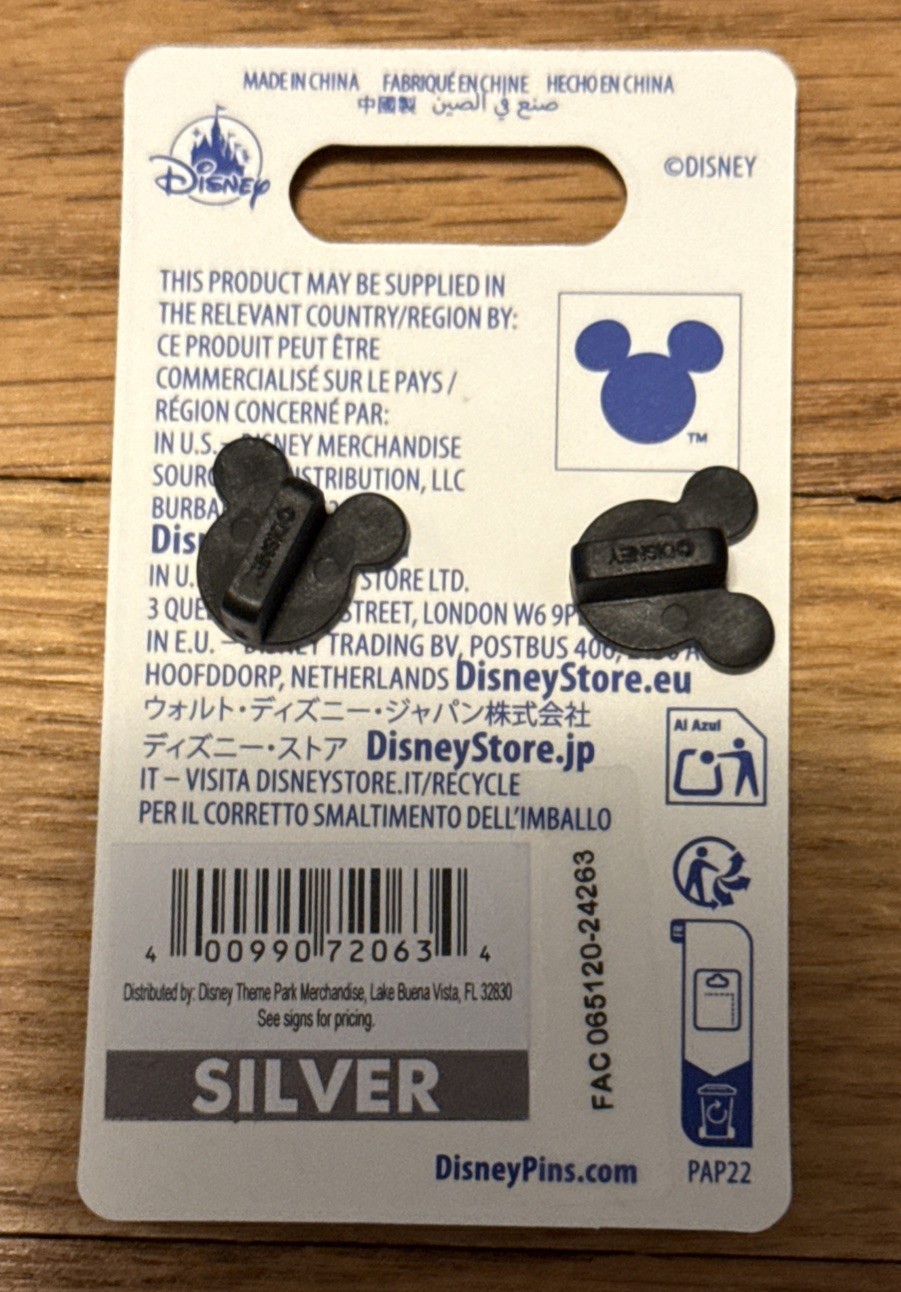 MADE IN CHINA FABRIQUÉ EN CHINE HECHO EN CHINA
中國製 صنع في الصين
Disney
©DISNEY
THIS PRODUCT MAY BE SUPPLIED IN
THE RELEVANT COUNTRY/REGION BY:
CE PRODUIT PEUT ÊTRE
COMMERCIALISÉ SUR LE PAYS /
RÉGION CONCERNÉ PAR:
IN U.S. – DISNEY MERCHANDISE
LLC
IN
STORE LTD.
3 STREET, LONDON W6
IN E.U. – DISNEY TRADING BV, POSTBUS
HOOFDDORP, NETHERLANDS DisneyStore.eu
ウォルト・ディズニー・ジャパン株式会社
ディズニー・ストア DisneyStore.jp
IT – VISITA DISNEYSTORE.IT/RECYCLE
PER IL CORRETTO SMALTIMENTO DELL'IMBALLO
TM
©DISNEY
©DISNEY
Al Azul
4 00990 72063 4
Distributed by: Disney Theme Park Merchandise, Lake Buena Vista, FL 32830
See signs for pricing.
SILVER
FAC 065120-24263
FR
DisneyPins.com
PAP22